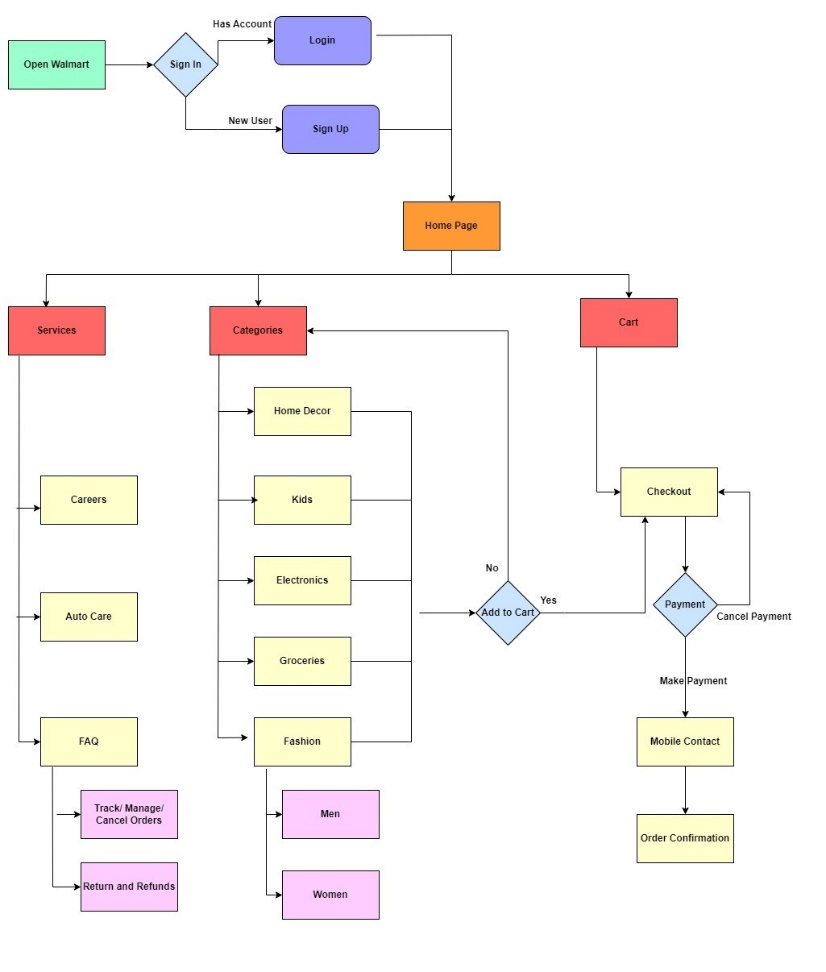 Has Account
Login
Open Walmart
Sign In
New User
Sign Up
Home Page
Services
Categories
Cart
Home Decor
Careers
Kids
Checkout
Electronics
No
Yes
Add to Cart
Payment
Cancel Payment
Auto Care
Groceries
Make Payment
FAQ
Fashion
Mobile Contact
Track/ Manage/
Cancel Orders
Men
Order Confirmation
Return and Refunds
Women